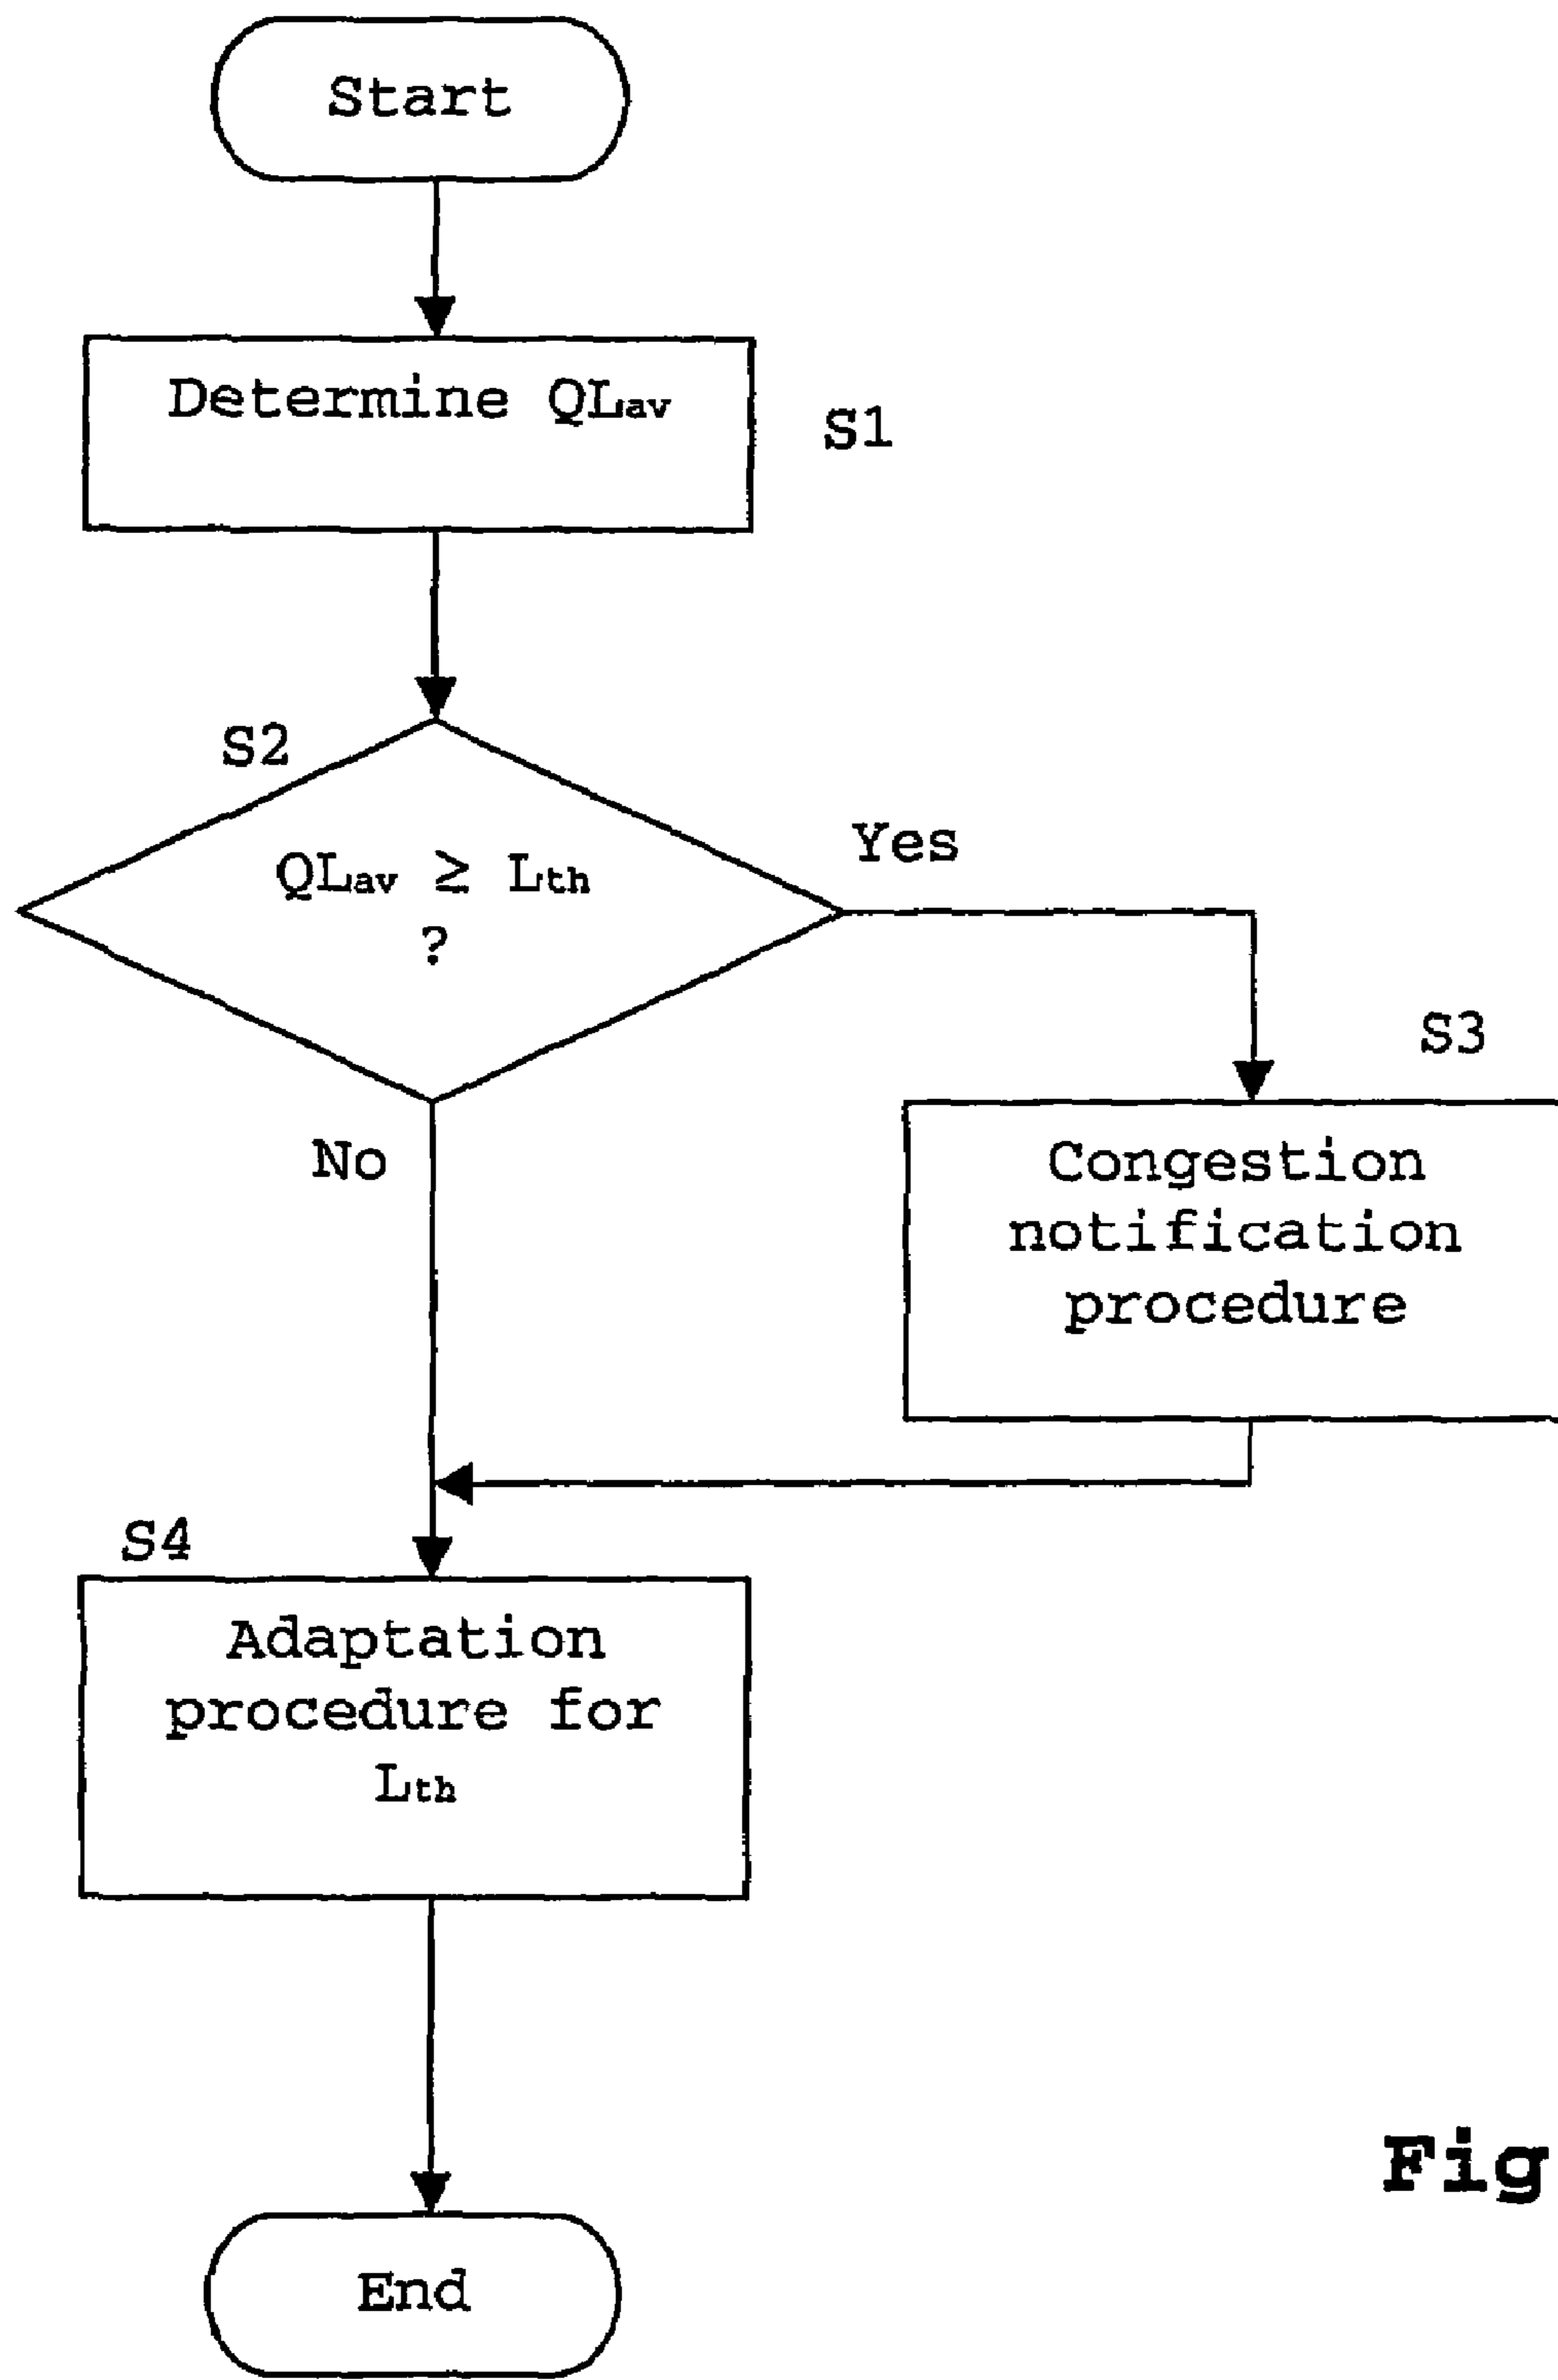 Start
Determine QLav
S1
S2
QLav ≥ Lth
?
Yes
No
S3
Congestion
notification
procedure
S4
Adaptation
procedure for
Lth
End
Fig